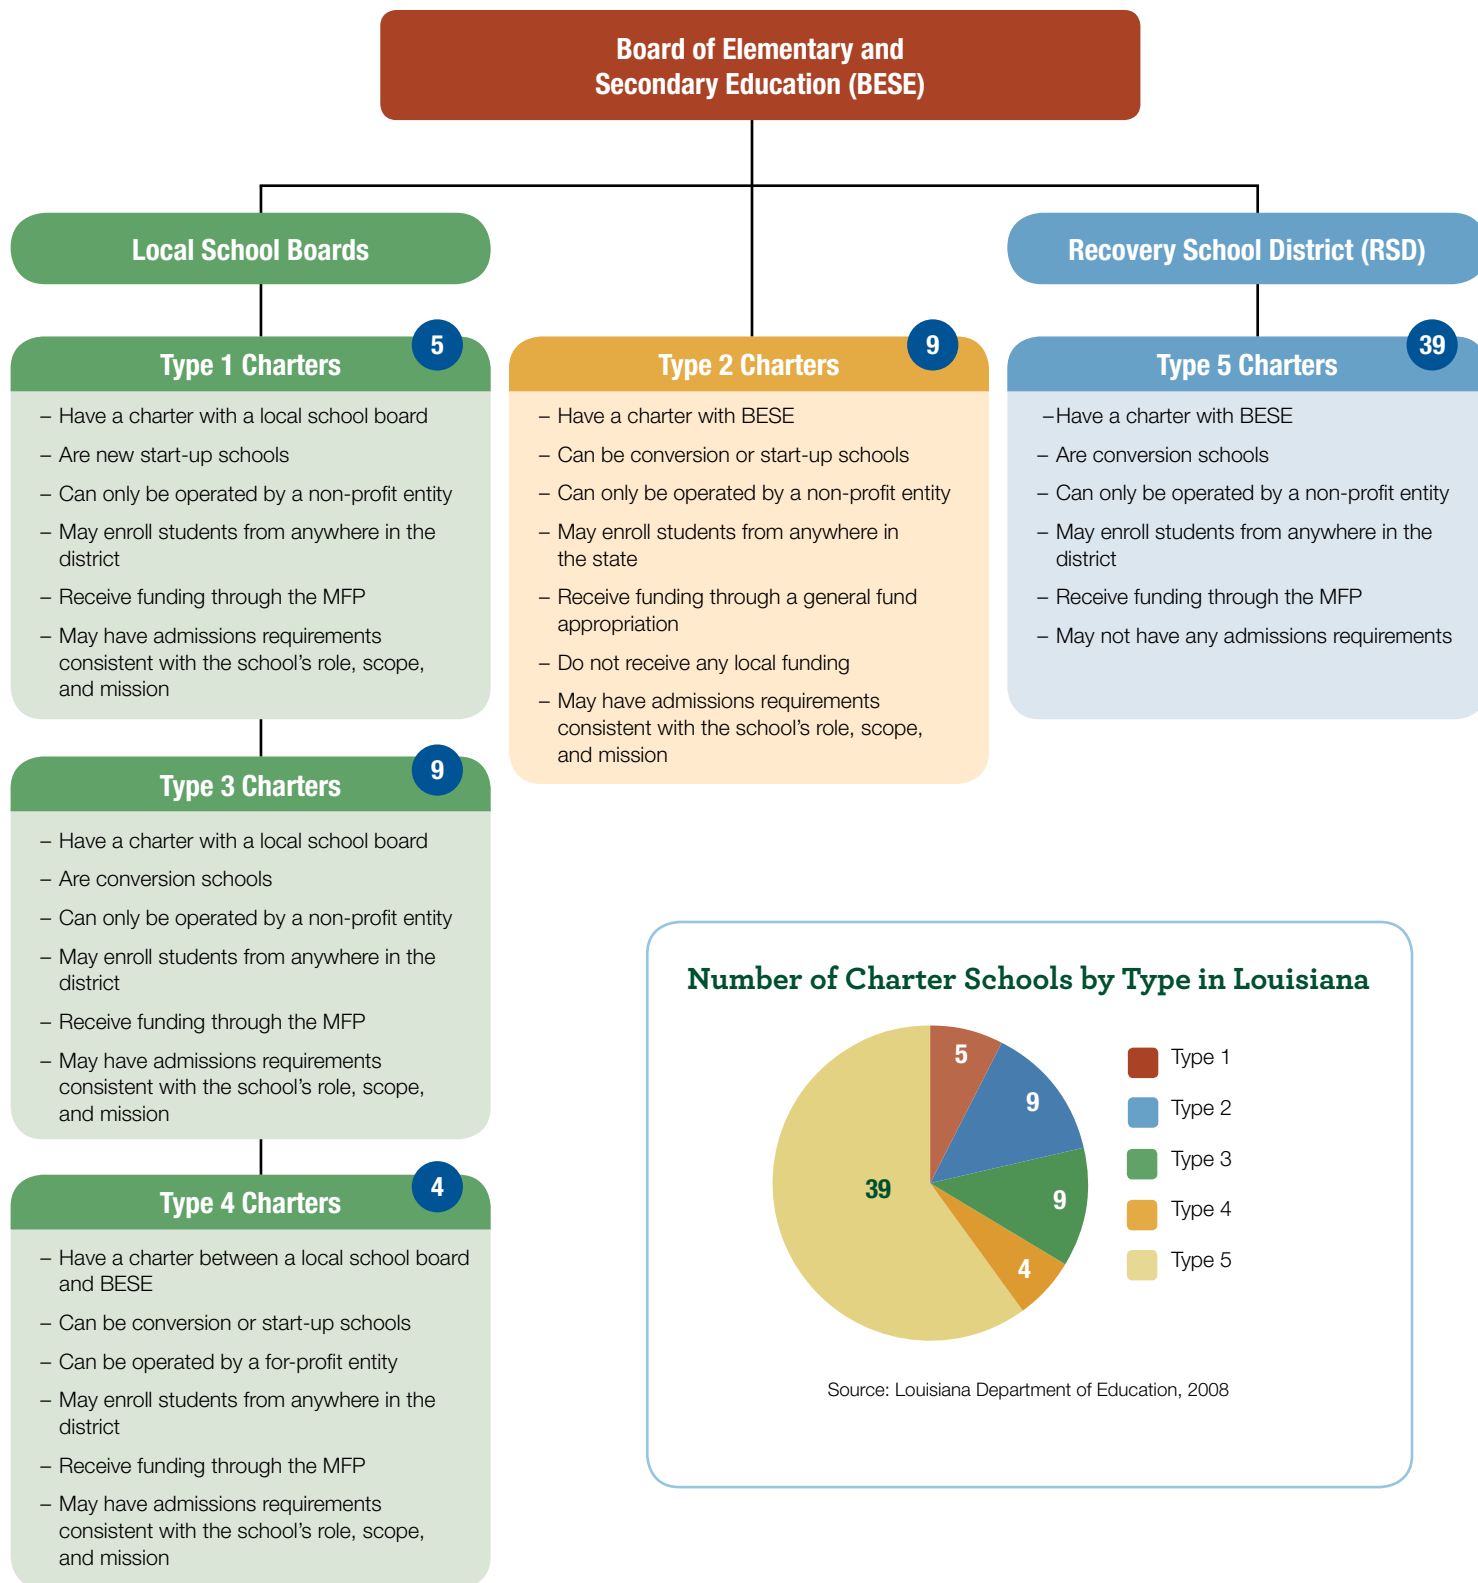 Board of Elementary and
Secondary Education (BESE)
Local School Boards
Recovery School District (RSD)
5
Type 1 Charters
– Have a charter with a local school board
– Are new start-up schools
– Can only be operated by a non-profit entity
– May enroll students from anywhere in the
district
– Receive funding through the MFP
– May have admissions requirements
consistent with the school’s role, scope,
and mission
9
Type 2 Charters
– Have a charter with BESE
– Can be conversion or start-up schools
– Can only be operated by a non-profit entity
– May enroll students from anywhere in
the state
– Receive funding through a general fund
appropriation
– Do not receive any local funding
– May have admissions requirements
consistent with the school’s role, scope,
and mission
39
Type 5 Charters
–Have a charter with BESE
– Are conversion schools
– Can only be operated by a non-profit entity
– May enroll students from anywhere in the
district
– Receive funding through the MFP
– May not have any admissions requirements
9
Type 3 Charters
– Have a charter with a local school board
– Are conversion schools
– Can only be operated by a non-profit entity
– May enroll students from anywhere in the
district
– Receive funding through the MFP
– May have admissions requirements
consistent with the school’s role, scope,
and mission
4
Type 4 Charters
– Have a charter between a local school board
and BESE
– Can be conversion or start-up schools
– Can be operated by a for-profit entity
– May enroll students from anywhere in the
district
– Receive funding through the MFP
– May have admissions requirements
consistent with the school’s role, scope,
and mission
Number of Charter Schools by Type in Louisiana
5
9
9
4
39
Type 1
Type 2
Type 3
Type 4
Type 5
Source: Louisiana Department of Education, 2008